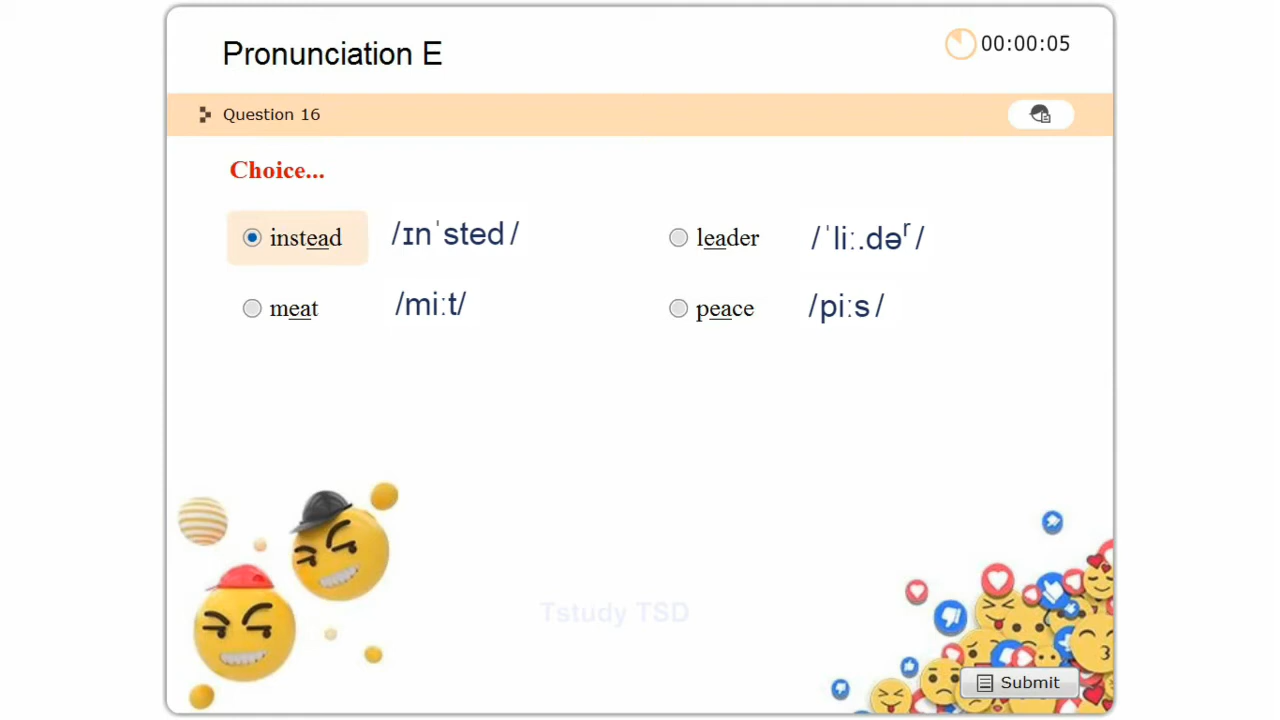 Pronunciation E
00:00:05
Question 16
Choice...
instead /ɪnˈsted/ leader /ˈliː.dəʳ/
meat /miːt/ peace /piːs/
Tstudy TSD
Submit